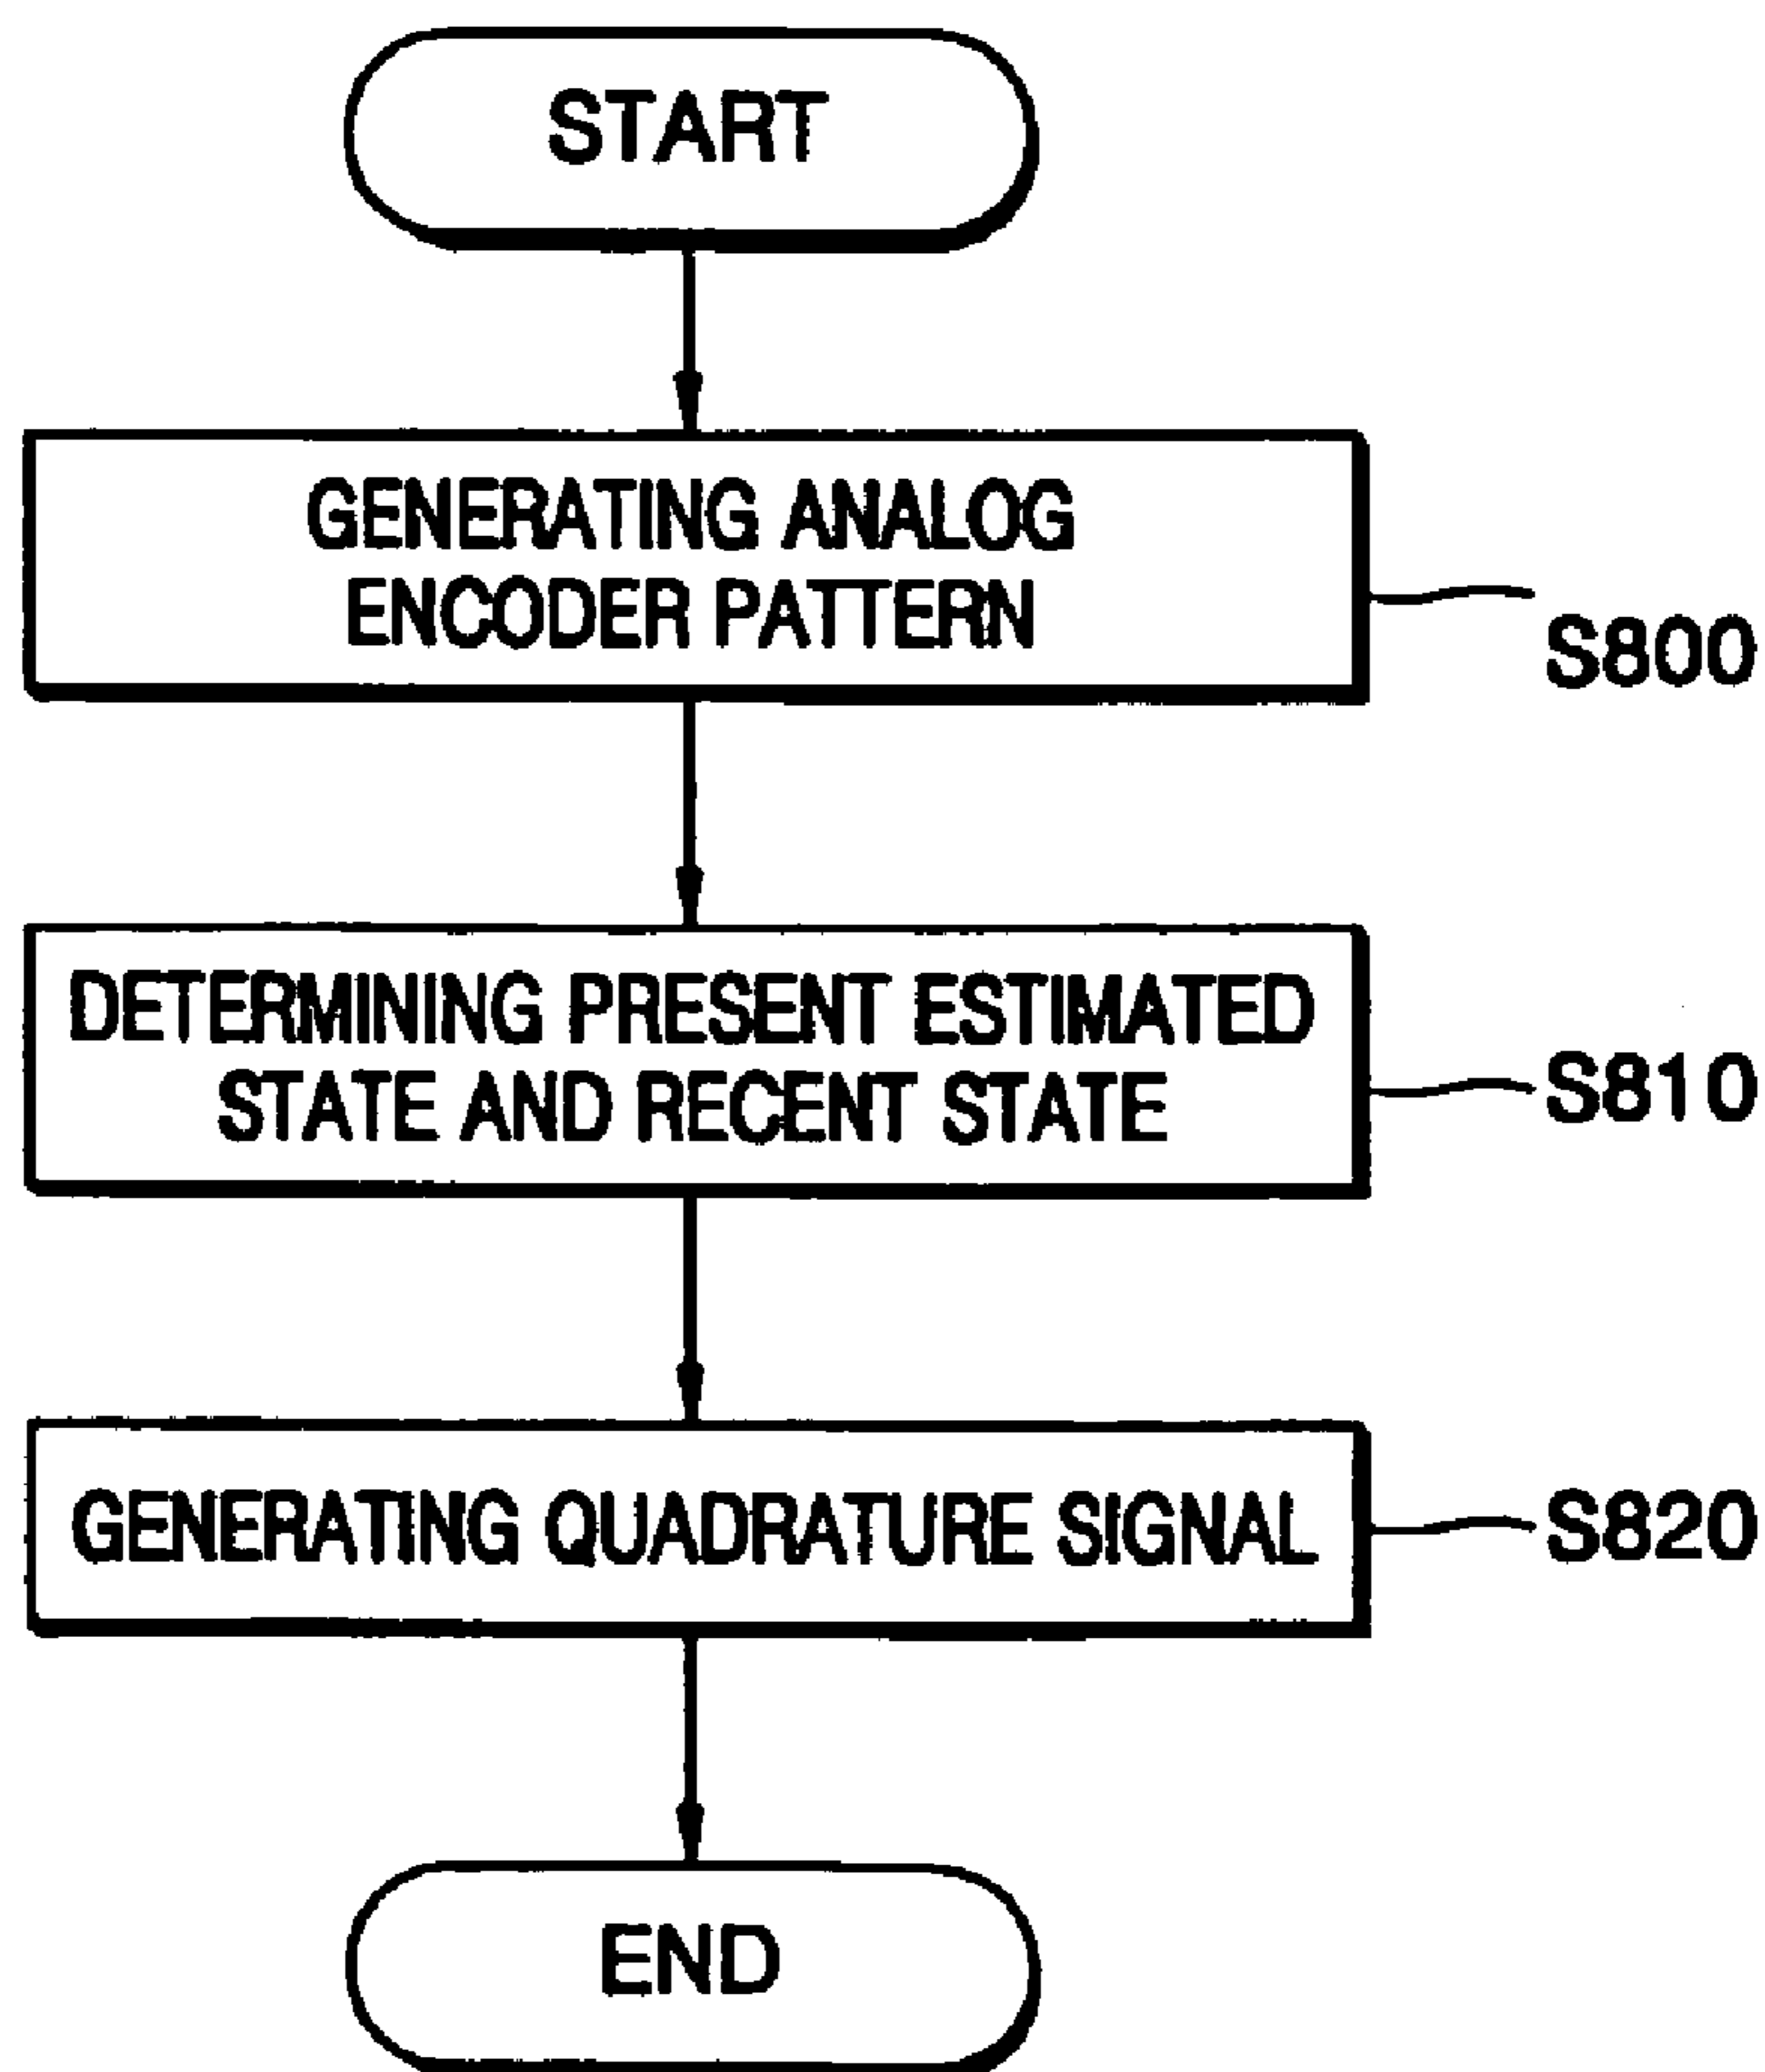 START
GENERATING ANALOG
ENCODER PATTERN
S800
DETERMINING PRESENT ESTIMATED
STATE AND RECENT STATE
S810
GENERATING QUADRATURE SIGNAL
S820
END